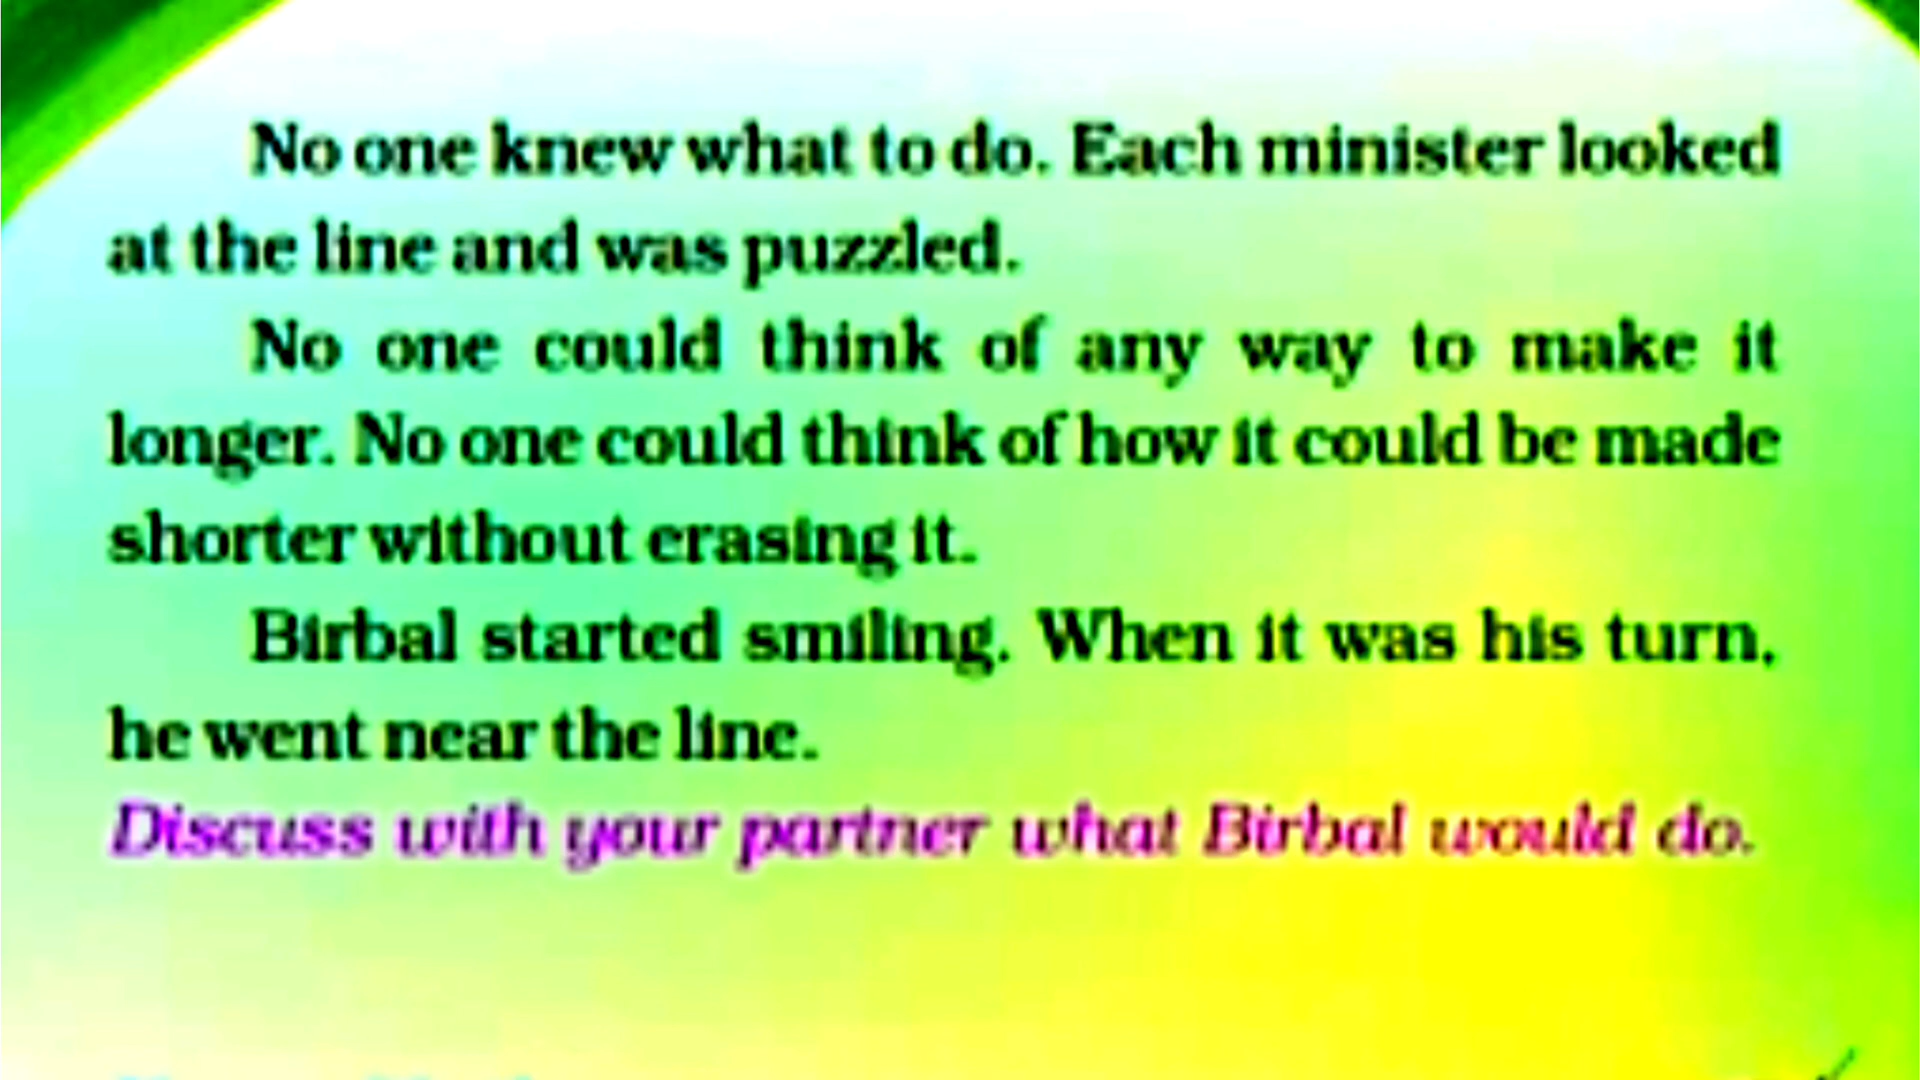 No one knew what to do. Each minister looked
at the line and was puzzled.
No one could think of any way to make it
longer. No one could think of how it could be made
shorter without erasing it.
Birbal started smiling. When it was his turn,
he went near the line.
Discuss with your partner what Birbal would do.